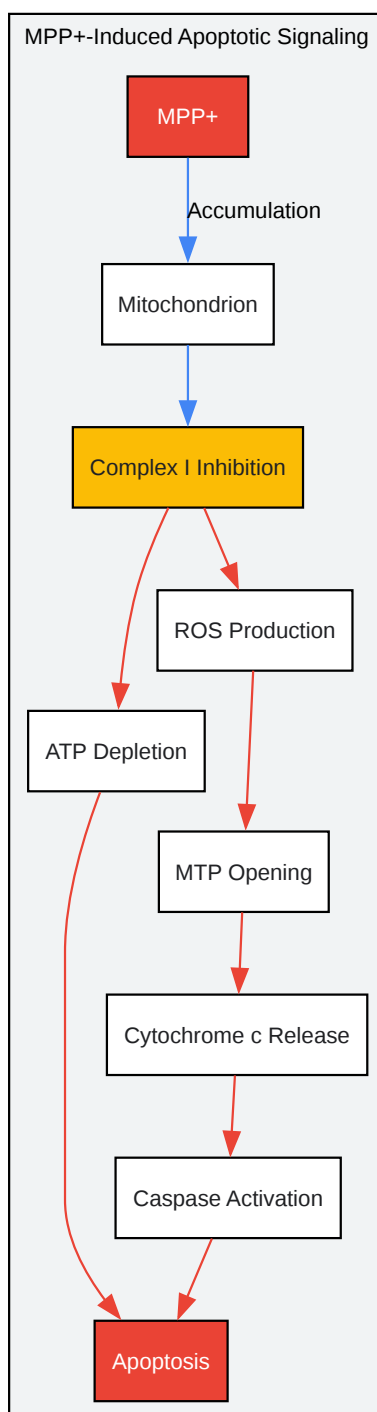 MPP+-Induced Apoptotic Signaling
MPP+
Accumulation
Mitochondrion
Complex I Inhibition
ROS Production
ATP Depletion
MTP Opening
Cytochrome c Release
Caspase Activation
Apoptosis